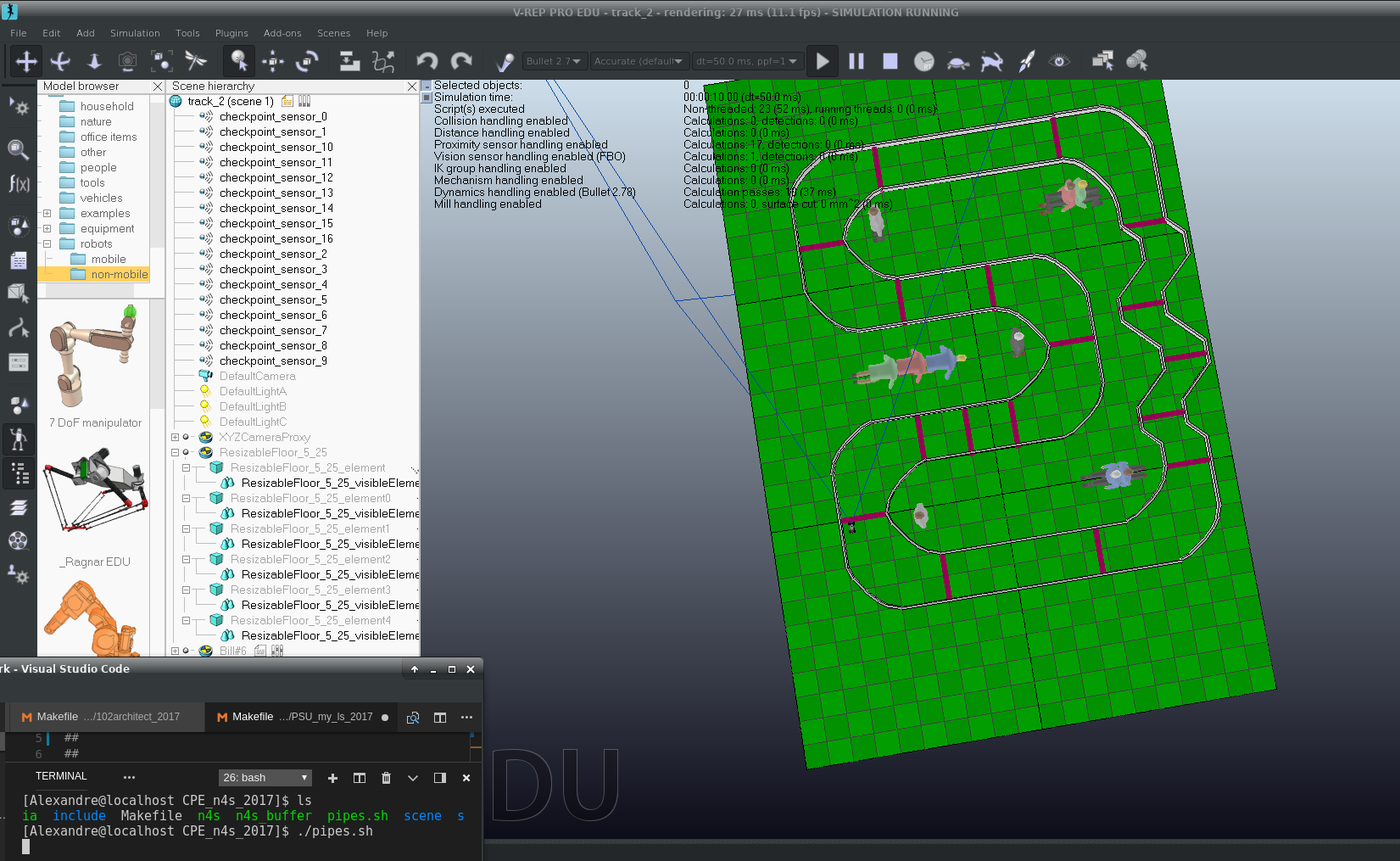 V-REP PRO EDU - track_2 - rendering: 27 ms (11.1 fps) - SIMULATION RUNNING
File Edit Add Simulation Tools Plugins Add-ons Scenes Help
Bullet 2.7 Accurate (defaul dt=50.0 ms, ppf=1
Model browser
household
nature
office items
other
people
tools
vehicles
examples
equipment
robots
mobile
non-mobile
7 DoF manipulator
_Ragnar EDU
Scene hierarchy
track_2 (scene 1)
checkpoint_sensor_0
checkpoint_sensor_1
checkpoint_sensor_10
checkpoint_sensor_11
checkpoint_sensor_12
checkpoint_sensor_13
checkpoint_sensor_14
checkpoint_sensor_15
checkpoint_sensor_16
checkpoint_sensor_2
checkpoint_sensor_3
checkpoint_sensor_4
checkpoint_sensor_5
checkpoint_sensor_6
checkpoint_sensor_7
checkpoint_sensor_8
checkpoint_sensor_9
DefaultCamera
DefaultLightA
DefaultLightB
DefaultLightC
XYZCameraProxy
ResizableFloor_5_25
ResizableFloor_5_25_element
ResizableFloor_5_25_visibleEleme
ResizableFloor_5_25_element0
ResizableFloor_5_25_visibleEleme
ResizableFloor_5_25_element1
ResizableFloor_5_25_visibleEleme
ResizableFloor_5_25_element2
ResizableFloor_5_25_visibleEleme
ResizableFloor_5_25_element3
ResizableFloor_5_25_visibleEleme
ResizableFloor_5_25_element4
ResizableFloor_5_25_visibleEleme
Bill#6
Selected objects: 0
Simulation time: 00:00:10.00 (dt=50.0 ms)
Script(s) executed Non-threaded: 23 (52 ms), running threads: 0 (0 ms)
Collision handling enabled Calculations: 0, detections: 0 (0 ms)
Distance handling enabled Calculations: 0 (0 ms)
Proximity sensor handling enabled Calculations: 17, detections: 0 (0 ms)
Vision sensor handling enabled (FBO) Calculations: 1, detections: 0 (0 ms)
IK group handling enabled Calculations: 0 (0 ms)
Mechanism handling enabled Calculations: 0 (0 ms)
Dynamics handling enabled (Bullet 2.78) Calculation passes: 10 (37 ms)
Mill handling enabled Calculations: 0, surface cut 0 mm^2 (0 ms)
DU
rk - Visual Studio Code
Makefile .../102architect_2017 Makefile .../PSU_my_ls_2017
5 ##
6 ##
TERMINAL 26: bash
[Alexandre@localhost CPE_n4s_2017]$ ls
ia include Makefile n4s n4s_buffer pipes.sh scene s
[Alexandre@localhost CPE_n4s_2017]$ ./pipes.sh